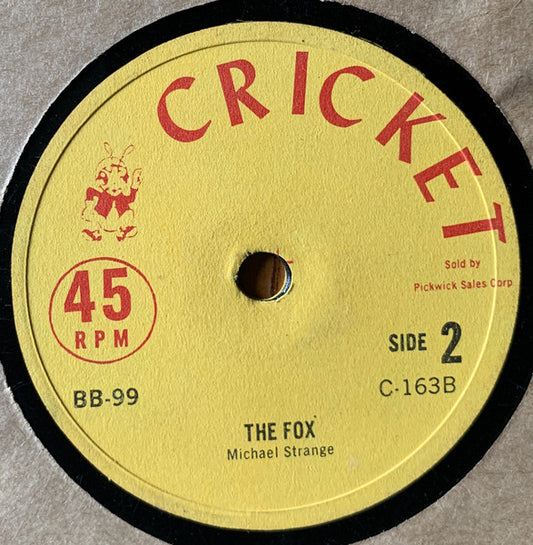 CRICKET
Sold by
Pickwick Sales Corp
45
RPM
SIDE 2
BB-99
C-163B
THE FOX
Michael Strange